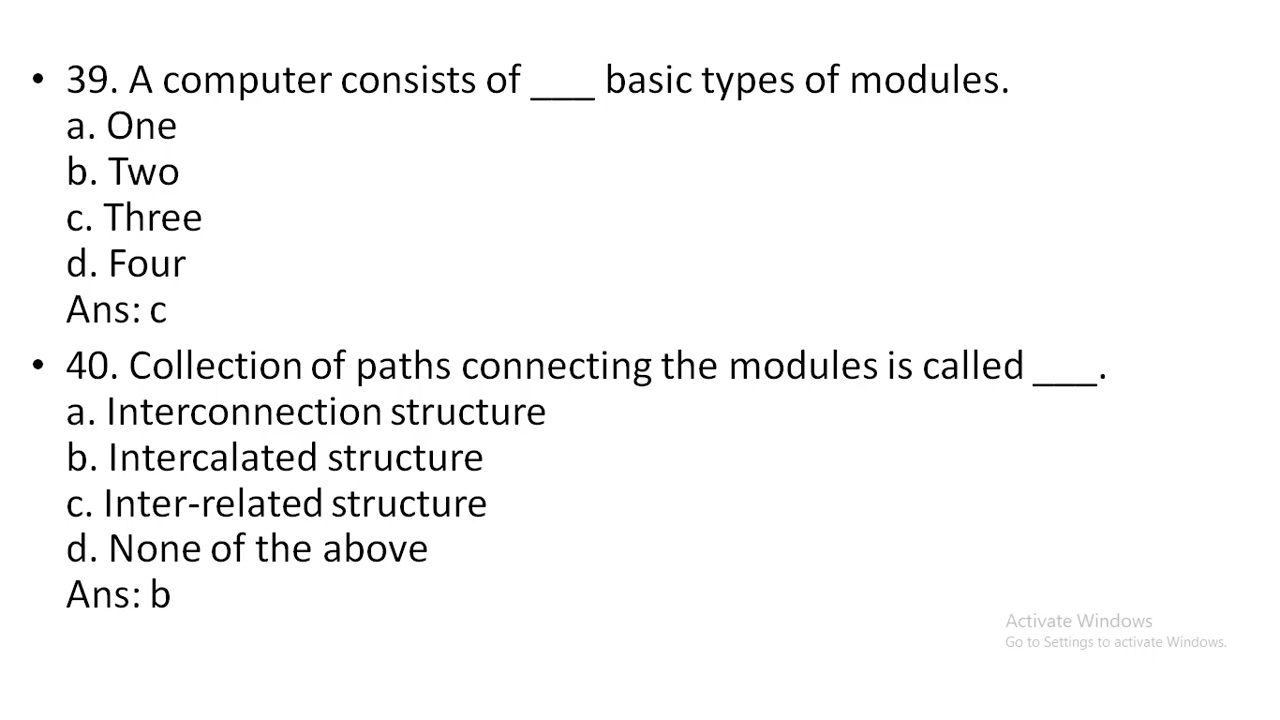 • 39. A computer consists of ___ basic types of modules.
a. One
b. Two
c. Three
d. Four
Ans: c
• 40. Collection of paths connecting the modules is called ___.
a. Interconnection structure
b. Intercalated structure
c. Inter-related structure
d. None of the above
Ans: b
Activate Windows
Go to Settings to activate Windows.